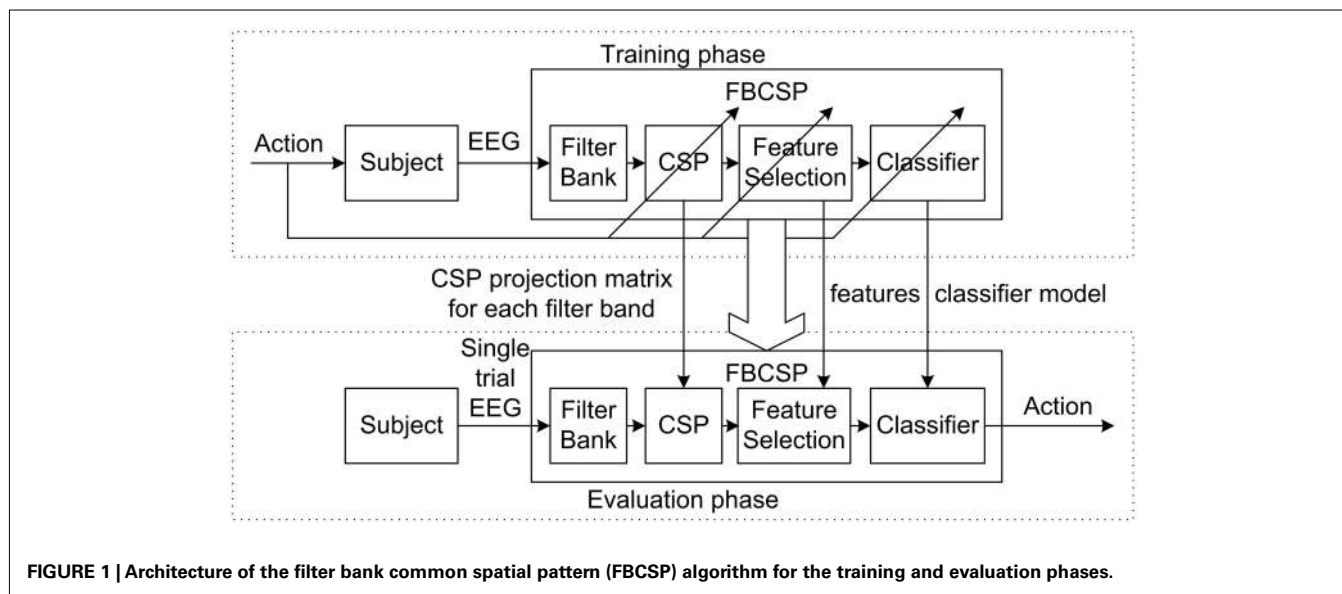 Training phase
FBCSP
Action
Subject
EEG
Filter
Bank
CSP
Feature
Selection
Classifier
CSP projection matrix
for each filter band
features
classifier model
Single
trial
EEG
FBCSP
Subject
Filter
Bank
CSP
Feature
Selection
Classifier
Action
Evaluation phase
FIGURE 1 | Architecture of the filter bank common spatial pattern (FBCSP) algorithm for the training and evaluation phases.